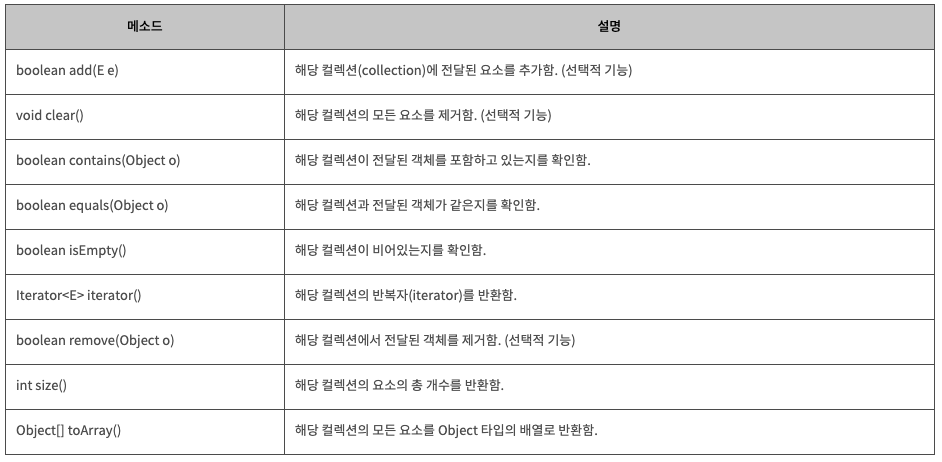 메소드 설명
boolean add(E e) 해당 컬렉션(collection)에 전달된 요소를 추가함. (선택적 기능)
void clear() 해당 컬렉션의 모든 요소를 제거함. (선택적 기능)
boolean contains(Object o) 해당 컬렉션이 전달된 객체를 포함하고 있는지를 확인함.
boolean equals(Object o) 해당 컬렉션과 전달된 객체가 같은지를 확인함.
boolean isEmpty() 해당 컬렉션이 비어있는지를 확인함.
Iterator<E> iterator() 해당 컬렉션의 반복자(iterator)를 반환함.
boolean remove(Object o) 해당 컬렉션에서 전달된 객체를 제거함. (선택적 기능)
int size() 해당 컬렉션의 요소의 총 개수를 반환함.
Object[] toArray() 해당 컬렉션의 모든 요소를 Object 타입의 배열로 반환함.